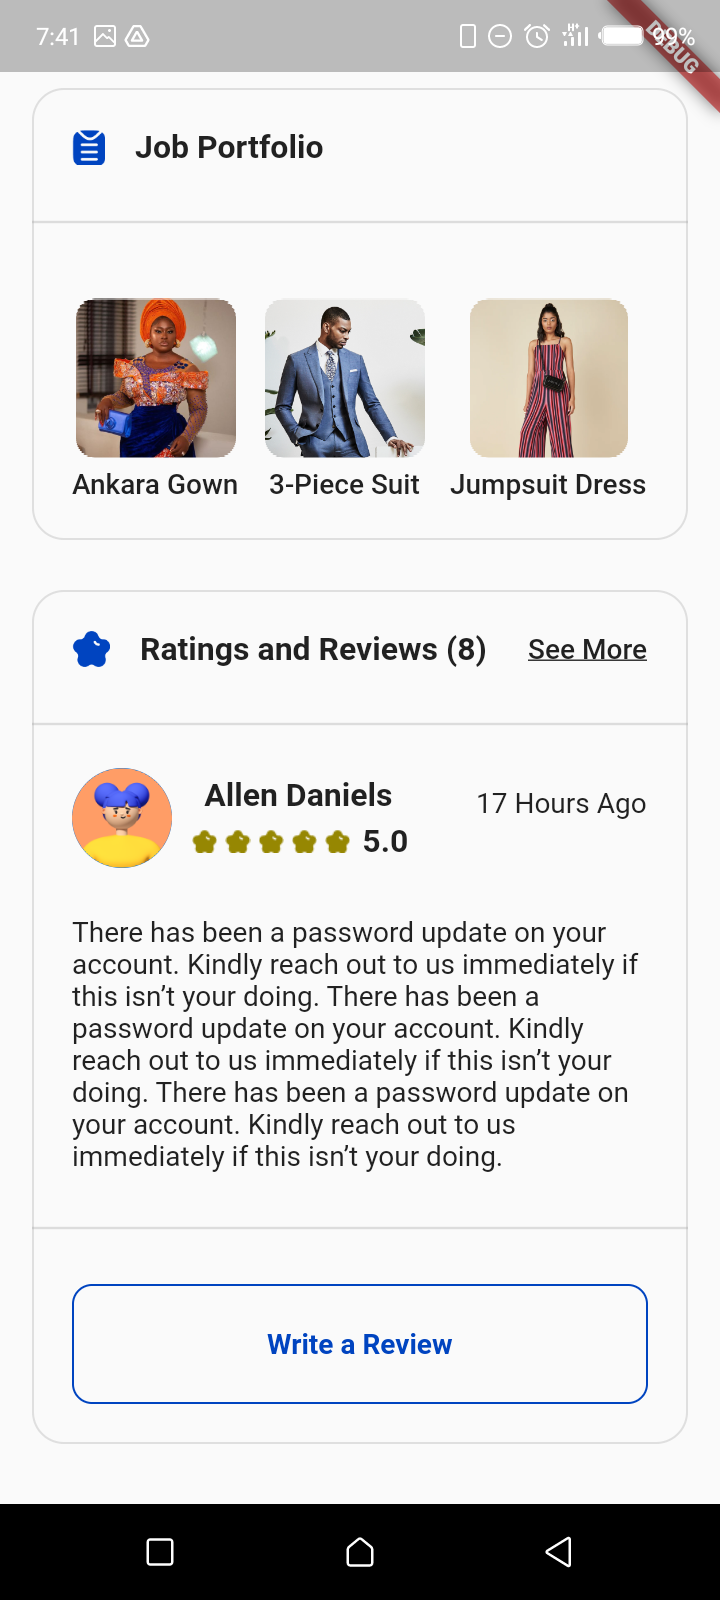 7:41
99%
DEBUG
Job Portfolio
Ankara Gown
3-Piece Suit
Jumpsuit Dress
Ratings and Reviews (8)
See More
Allen Daniels
17 Hours Ago
5.0
There has been a password update on your
account. Kindly reach out to us immediately if
this isn’t your doing. There has been a
password update on your account. Kindly
reach out to us immediately if this isn’t your
doing. There has been a password update on
your account. Kindly reach out to us
immediately if this isn’t your doing.
Write a Review